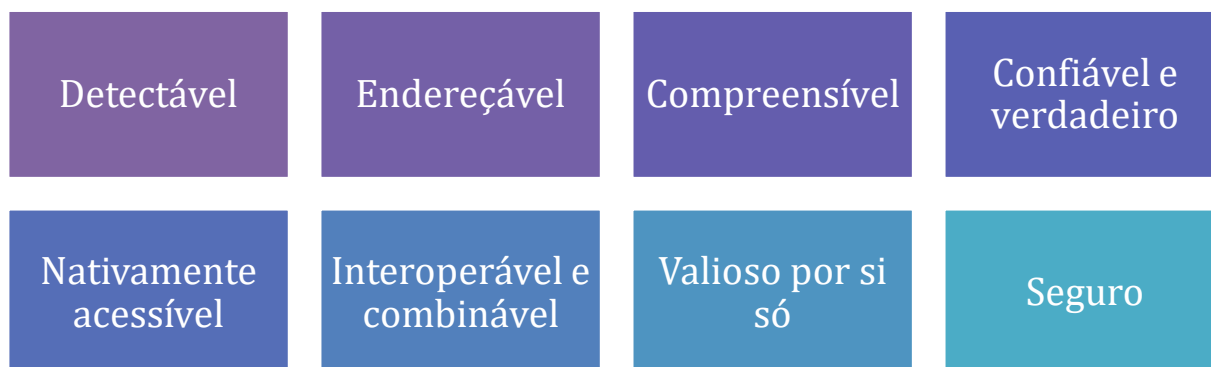 Detectável
Endereçável
Compreensível
Confiável e
verdadeiro
Nativamente
acessível
Interoperável e
combinável
Valioso por si
só
Seguro